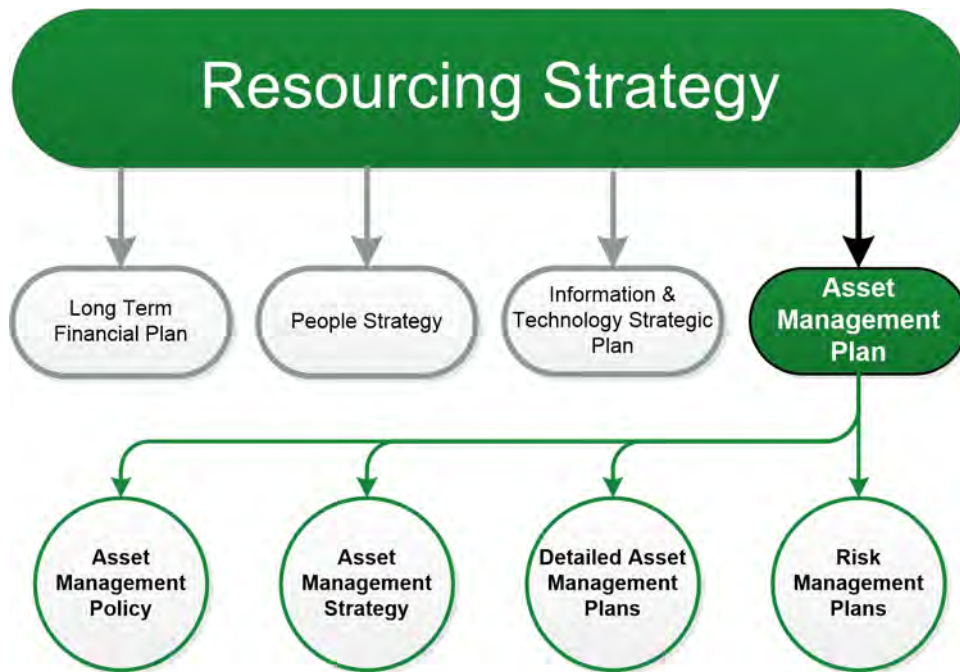 Resourcing Strategy
Long Term
Financial Plan
People Strategy
Information &
Technology Strategic
Plan
Asset
Management
Plan
Asset
Management
Policy
Asset
Management
Strategy
Detailed Asset
Management
Plans
Risk
Management
Plans